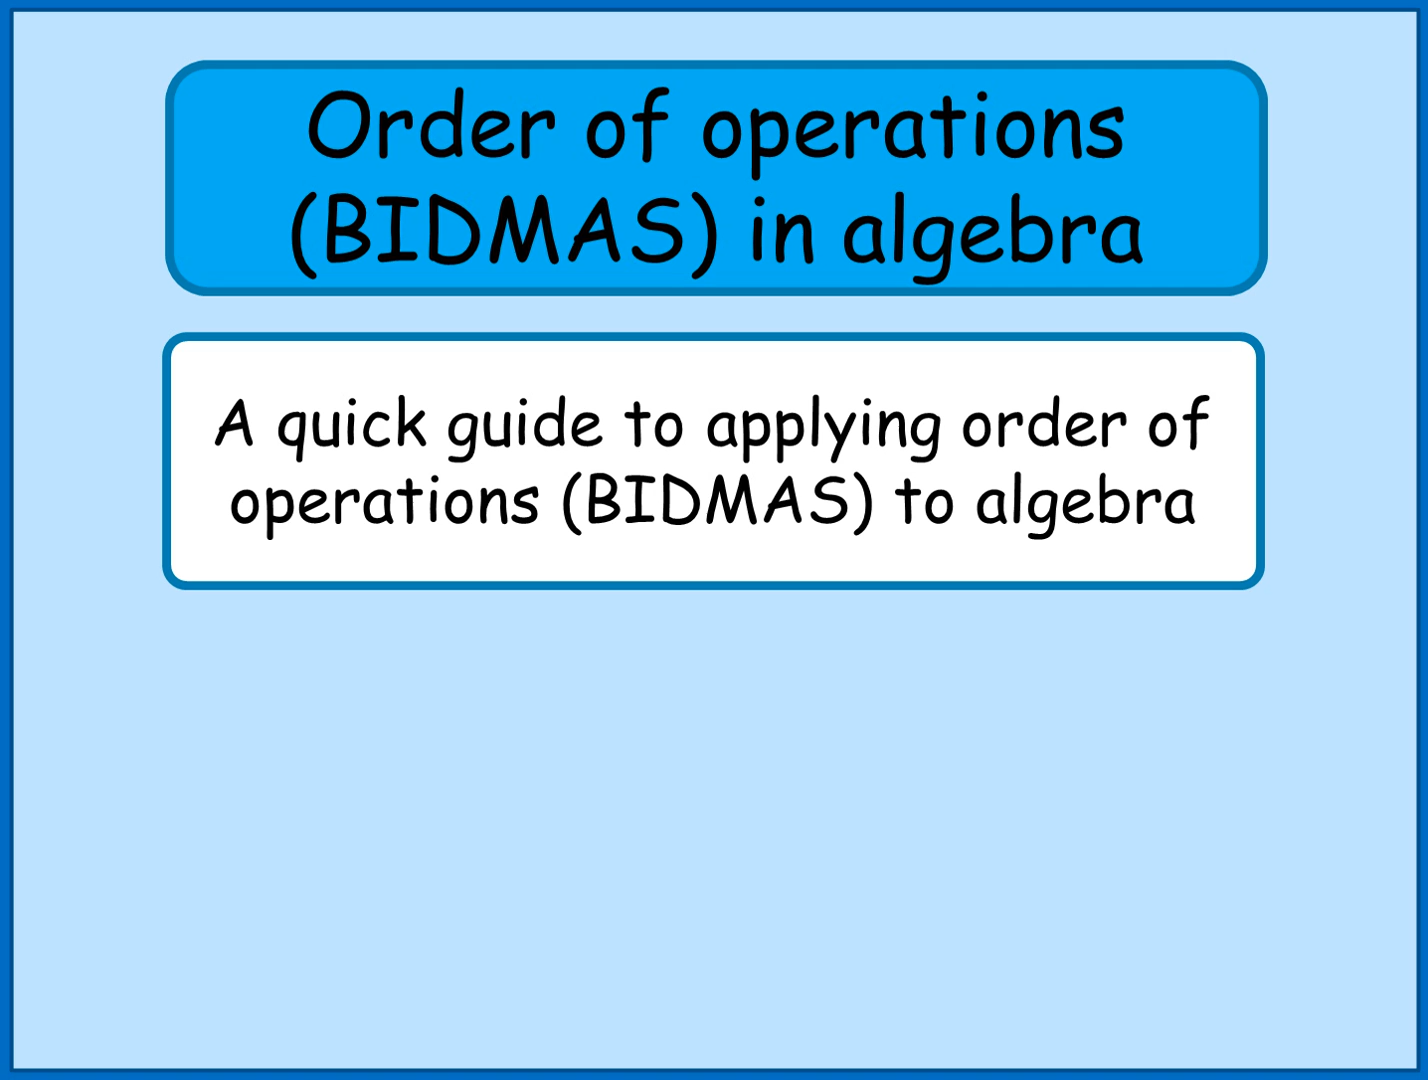 Order of operations
(BIDMAS) in algebra
A quick guide to applying order of
operations (BIDMAS) to algebra